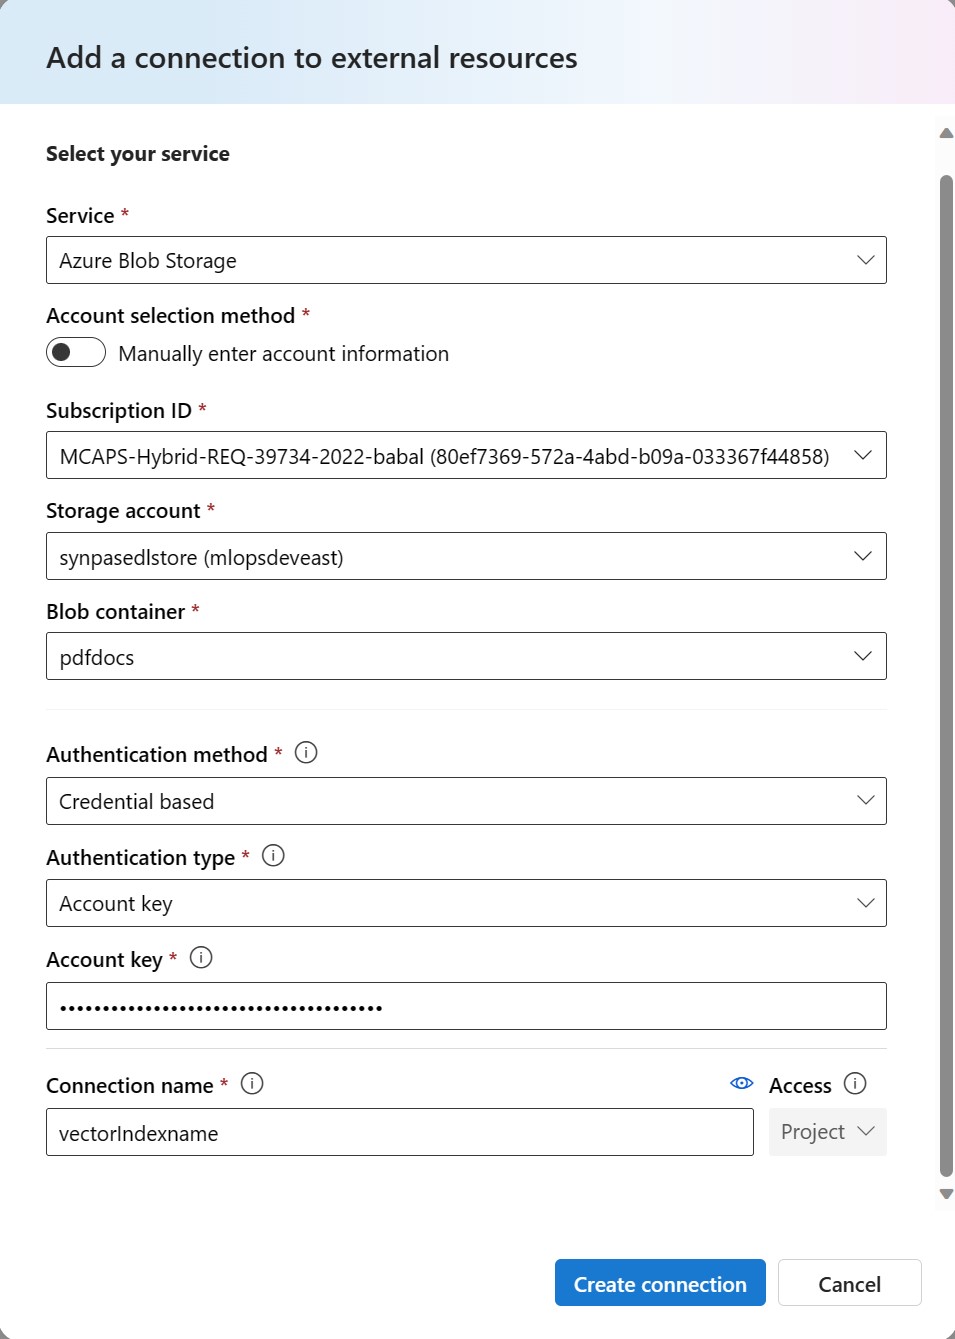 Add a connection to external resources
Select your service
Service *
Azure Blob Storage
Account selection method *
Manually enter account information
Subscription ID *
MCAPS-Hybrid-REQ-39734-2022-babal (80ef7369-572a-4abd-b09a-033367f44858)
Storage account *
synpasedlstore (mlopsdeveast)
Blob container *
pdfdocs
Authentication method *
Credential based
Authentication type *
Account key
Account key *
••••••••••••••••••••••••••••••••••••••
Connection name * Access
vectorIndexname Project
Create connection Cancel